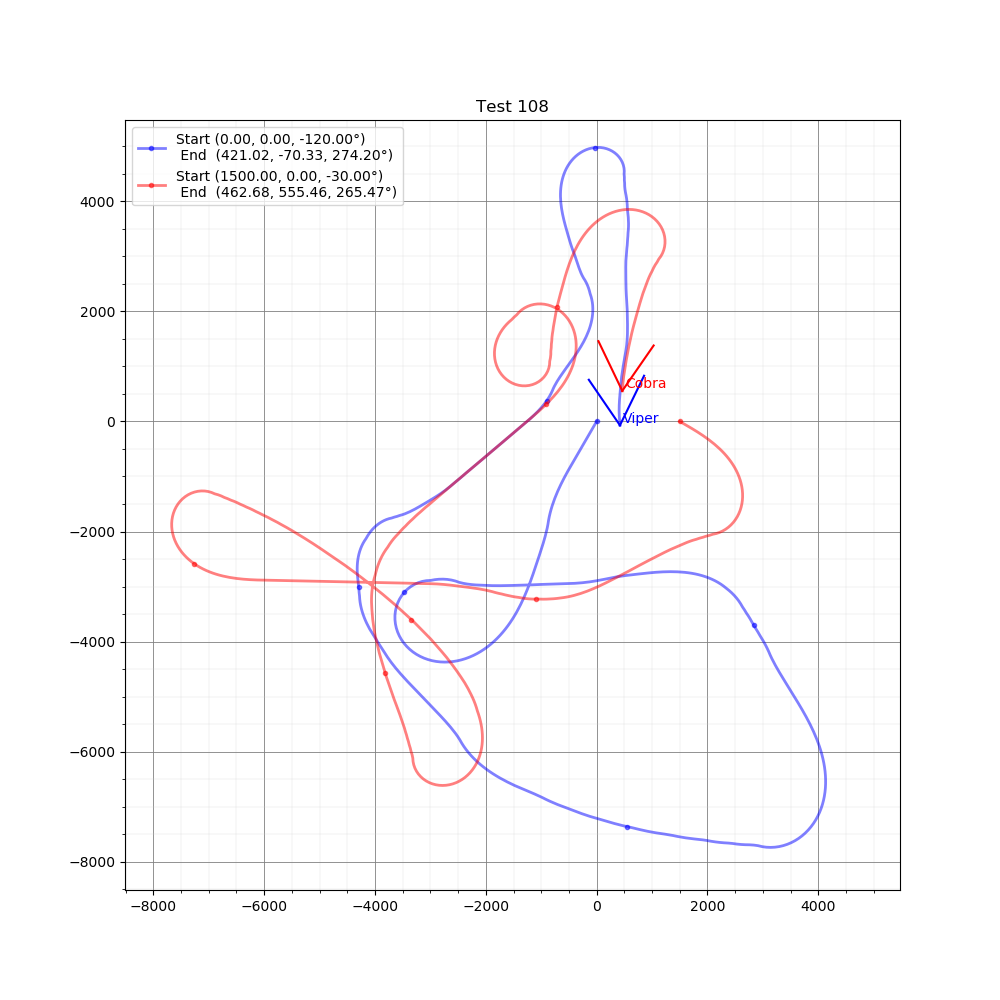 Test 108
Start (0.00, 0.00, -120.00°)
End  (421.02, -70.33, 274.20°)
Start (1500.00, 0.00, -30.00°)
End  (462.68, 555.46, 265.47°)
4000
2000
0
−2000
−4000
−6000
−8000
Cobra
Viper
−8000 −6000 −4000 −2000 0 2000 4000